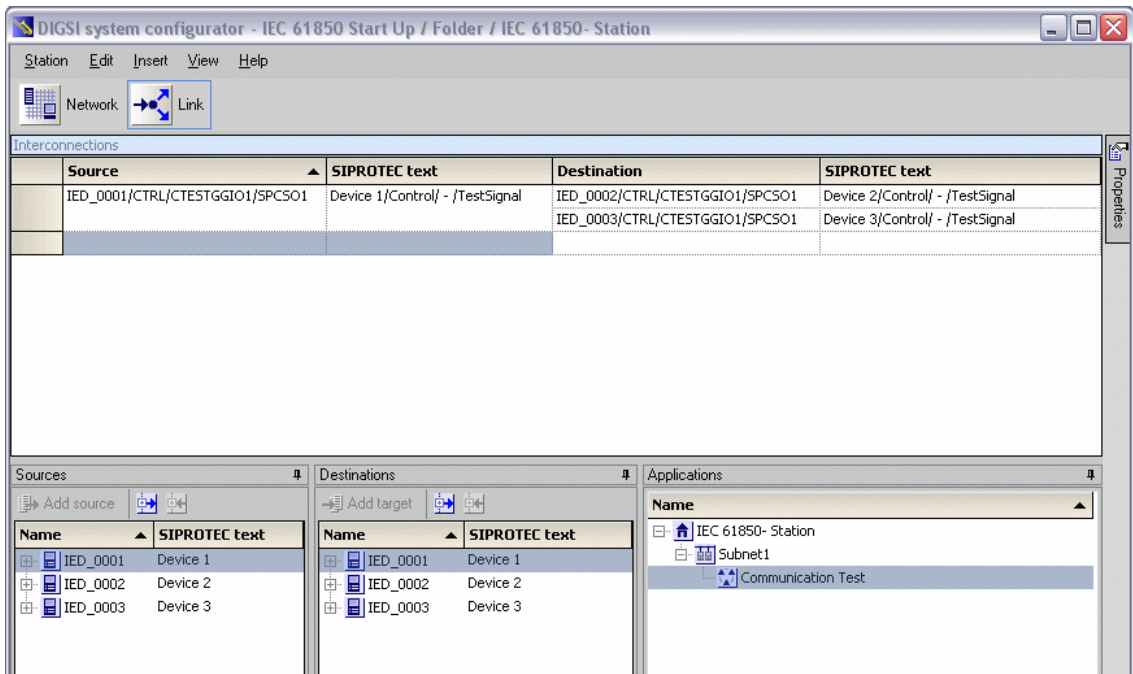 DIGSI system configurator - IEC 61850 Start Up / Folder / IEC 61850- Station
Station Edit Insert View Help
Network Link
Interconnections
Source SIPROTEC text Destination SIPROTEC text
IED_0001/CTRL/CTESTGGIO1/SPCSO1 Device 1/Control/ - /TestSignal IED_0002/CTRL/CTESTGGIO1/SPCSO1 Device 2/Control/ - /TestSignal
IED_0003/CTRL/CTESTGGIO1/SPCSO1 Device 3/Control/ - /TestSignal
Properties
Sources
Add source
Name SIPROTEC text
IED_0001 Device 1
IED_0002 Device 2
IED_0003 Device 3
Destinations
Add target
Name SIPROTEC text
IED_0001 Device 1
IED_0002 Device 2
IED_0003 Device 3
Applications
Name
IEC 61850- Station
Subnet1
Communication Test